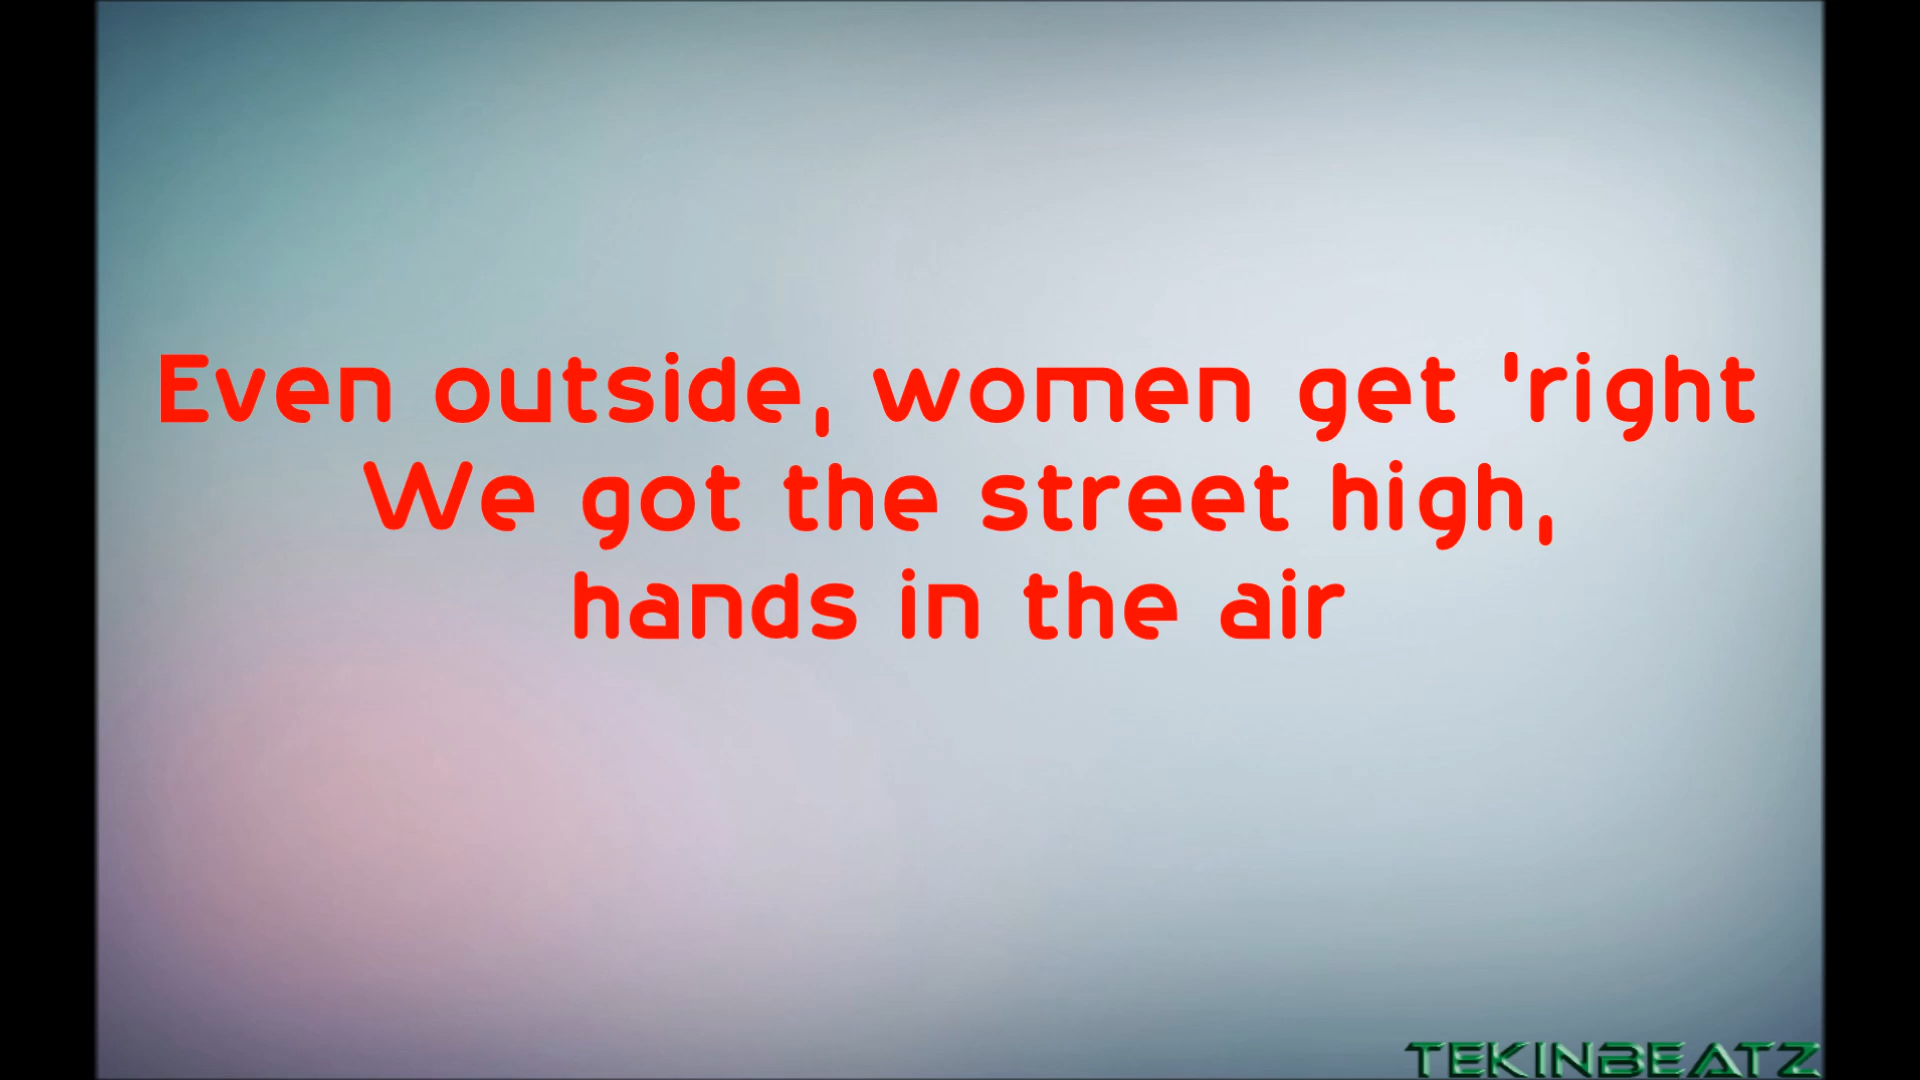 Even outside, women get 'right
We got the street high,
hands in the air
TEKINBEATZ